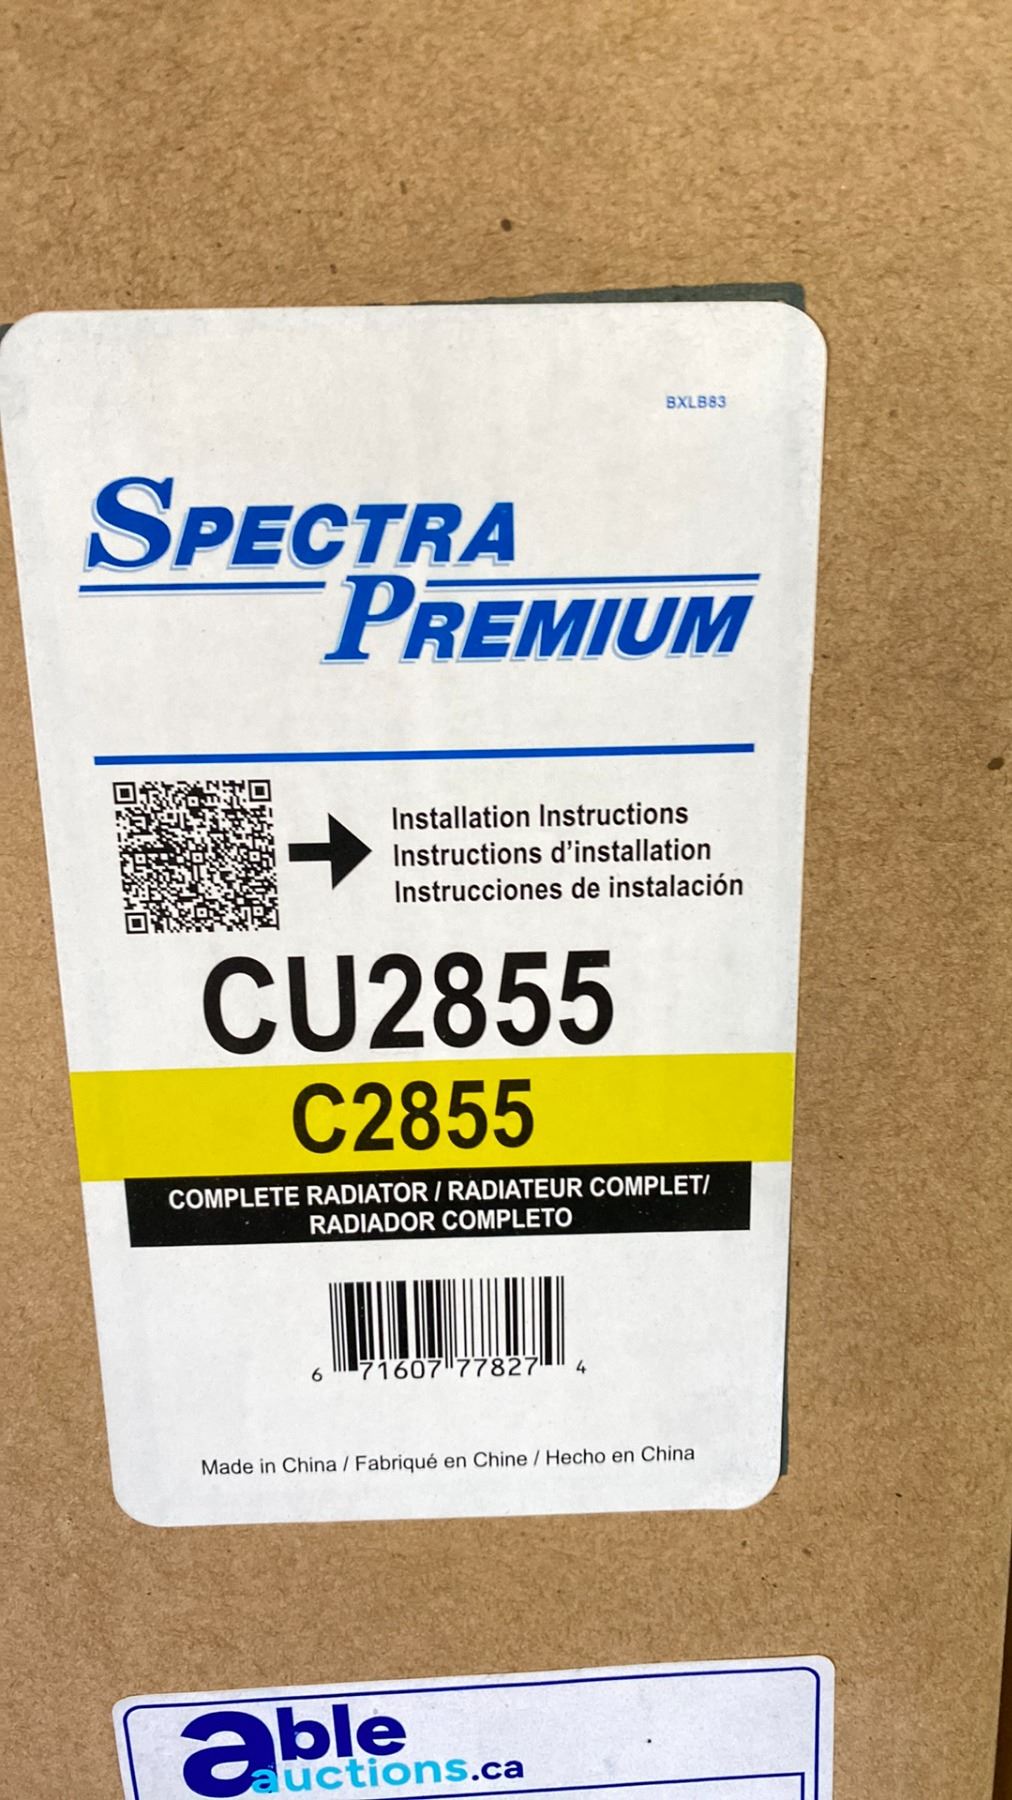 BXLB83
SPECTRA
PREMIUM
Installation Instructions
Instructions d'installation
Instrucciones de instalación
CU2855
C2855
COMPLETE RADIATOR / RADIATEUR COMPLET/
RADIADOR COMPLETO
6 71607 77827 4
Made in China / Fabriqué en Chine / Hecho en China
able
auctions.ca